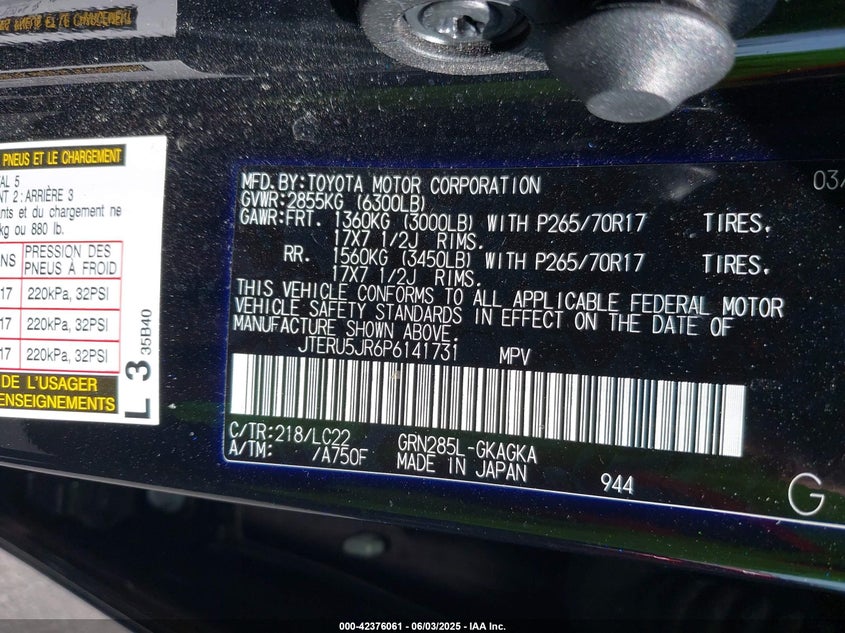 PNEUS ET LE CHARGEMENT
AL 5
NT 2: ARRIÈRE 3
ants et du chargement ne
kg ou 880 lb.
NS PRESSION DES
PNEUS À FROID
17 220kPa, 32PSI
17 220kPa, 32PSI
17 220kPa, 32PSI
DE L'USAGER
ENSEIGNEMENTS
L 3 35B40
03/
MFD. BY: TOYOTA MOTOR CORPORATION
GVWR: 2855KG (6300LB)
GAWR: FRT. 1360KG (3000LB) WITH P265/70R17 TIRES.
17X7 1/2J RIMS.
RR. 1560KG (3450LB) WITH P265/70R17 TIRES.
17X7 1/2J RIMS.
THIS VEHICLE CONFORMS TO ALL APPLICABLE FEDERAL MOTOR
VEHICLE SAFETY STANDARDS IN EFFECT ON THE DATE OF
MANUFACTURE SHOWN ABOVE.
JTERU5JR6P6141731 MPV
C/TR: 218/LC22 GRN285L-GKAGKA
A/TM: /A750F MADE IN JAPAN
944
G
000-42376061 - 06/03/2025 - IAA Inc.